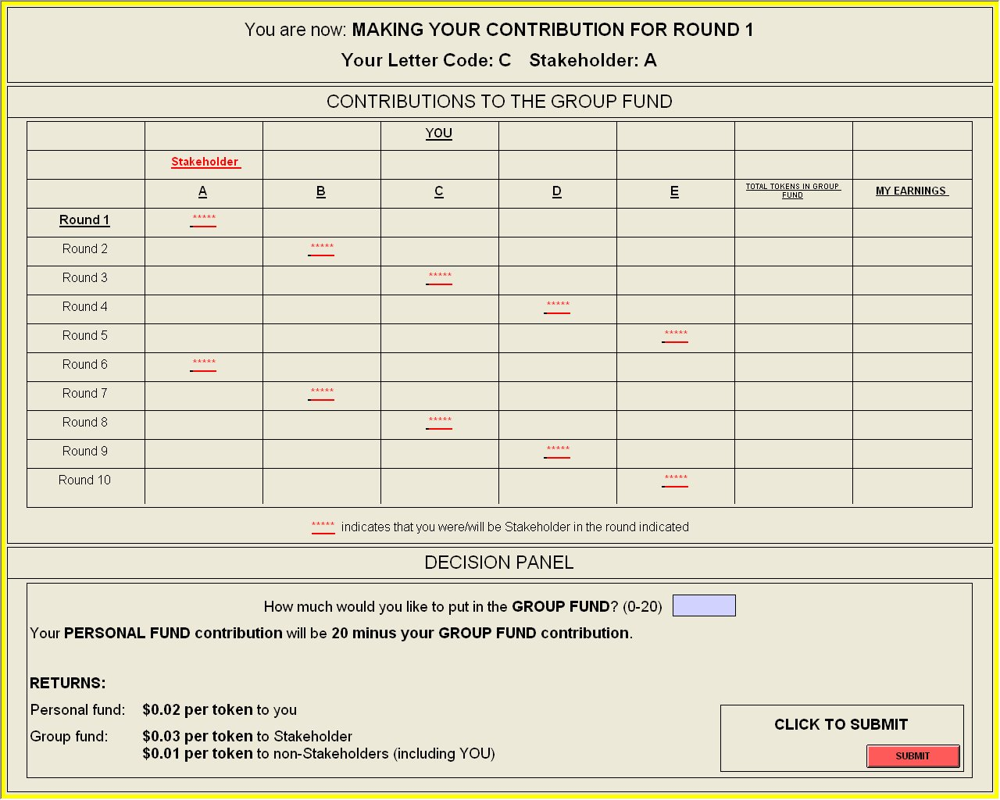 You are now: MAKING YOUR CONTRIBUTION FOR ROUND 1
Your Letter Code: C Stakeholder: A
CONTRIBUTIONS TO THE GROUP FUND
YOU
Stakeholder
A B C D E TOTAL TOKENS IN GROUP FUND MY EARNINGS
Round 1 *****
Round 2 *****
Round 3 *****
Round 4 *****
Round 5 *****
Round 6 *****
Round 7 *****
Round 8 *****
Round 9 *****
Round 10 *****
***** indicates that you were/will be Stakeholder in the round indicated
DECISION PANEL
How much would you like to put in the GROUP FUND? (0-20)
Your PERSONAL FUND contribution will be 20 minus your GROUP FUND contribution.
RETURNS:
Personal fund: $0.02 per token to you
Group fund: $0.03 per token to Stakeholder
$0.01 per token to non-Stakeholders (including YOU)
CLICK TO SUBMIT
SUBMIT